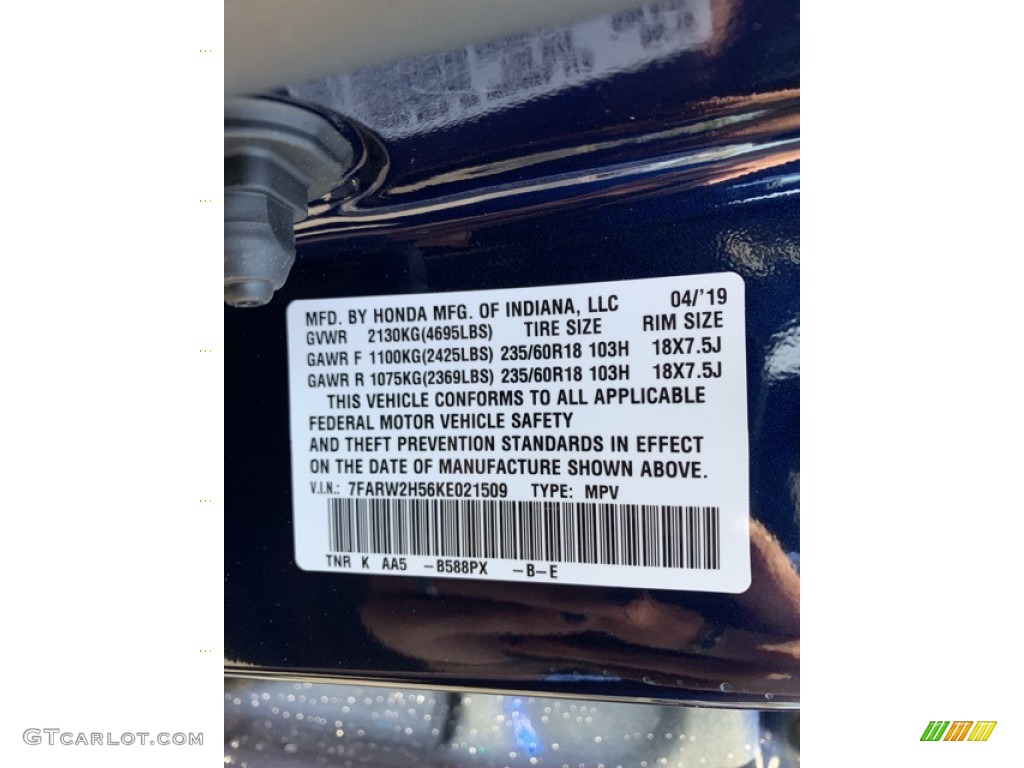 MFD. BY HONDA MFG. OF INDIANA, LLC 04/'19
GVWR 2130KG(4695LBS) TIRE SIZE RIM SIZE
GAWR F 1100KG(2425LBS) 235/60R18 103H 18X7.5J
GAWR R 1075KG(2369LBS) 235/60R18 103H 18X7.5J
THIS VEHICLE CONFORMS TO ALL APPLICABLE
FEDERAL MOTOR VEHICLE SAFETY
AND THEFT PREVENTION STANDARDS IN EFFECT
ON THE DATE OF MANUFACTURE SHOWN ABOVE.
V.I.N.: 7FARW2H56KE021509 TYPE: MPV
TNR K AA5 -B588PX -B-E
GTCARLOT.COM